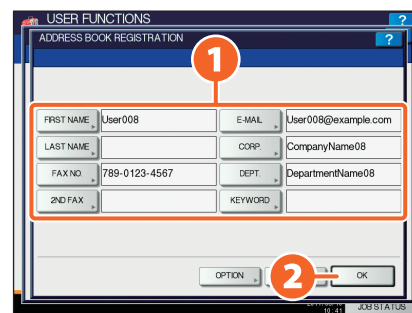 USER FUNCTIONS ?
ADDRESS BOOK REGISTRATION ?
1
FIRST NAME User008 E-MAIL User008@example.com
LAST NAME CORP. CompanyName08
FAX NO. 789-0123-4567 DEPT. DepartmentName08
2ND FAX KEYWORD
OPTION 2 OK
10:41 JOB STATUS